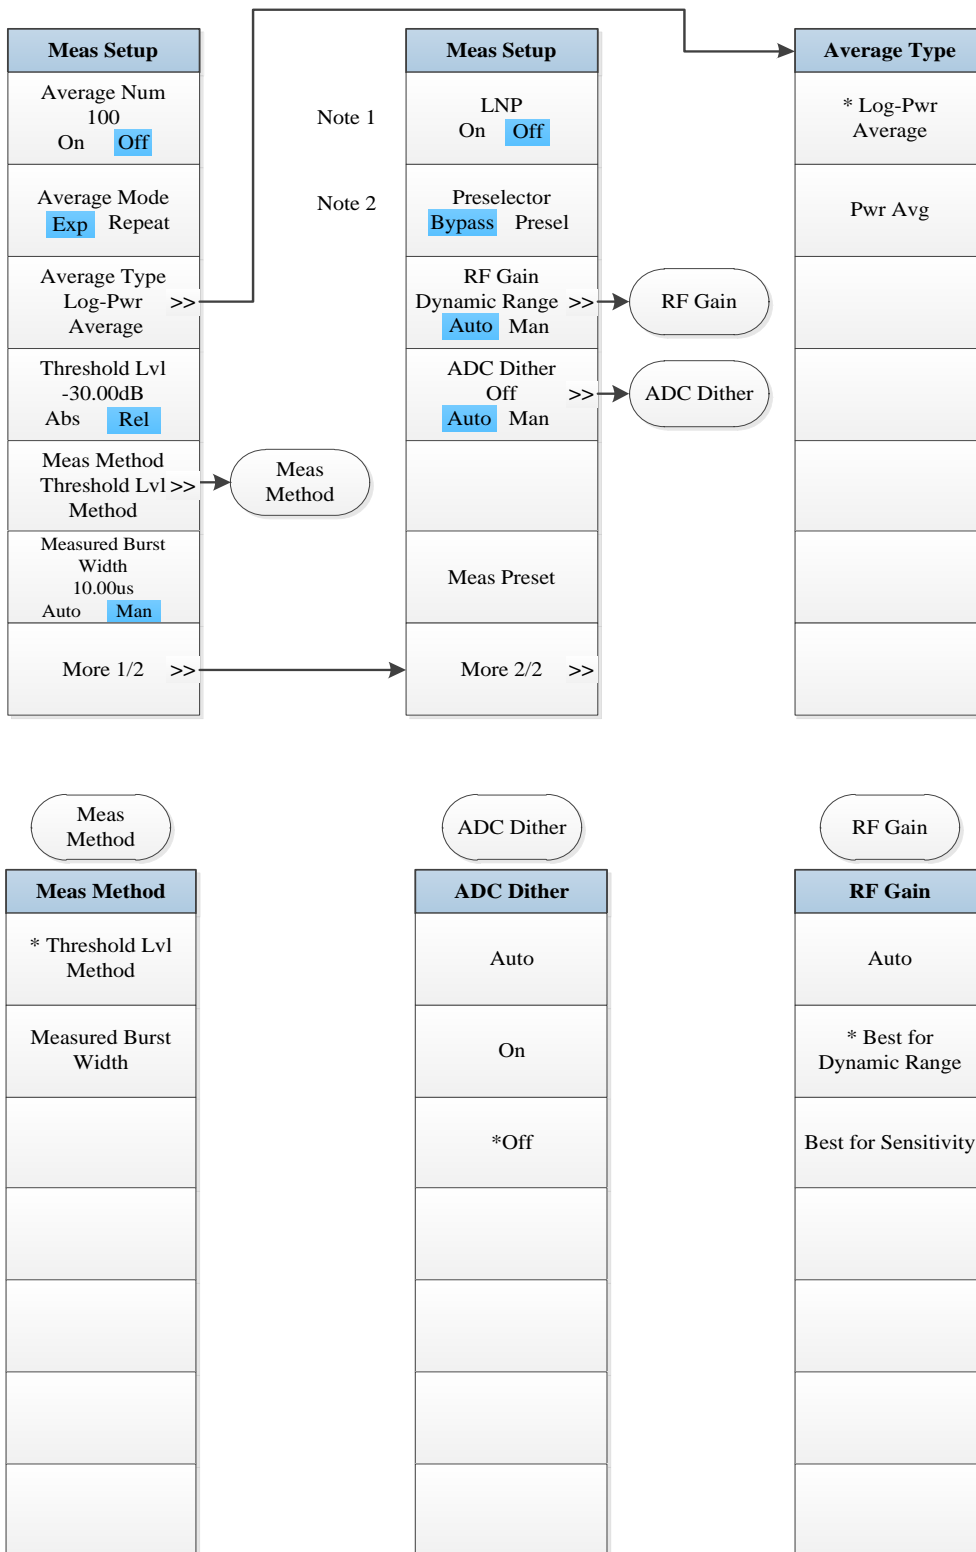 Meas Setup
Average Num
100
On Off
Average Mode
Exp Repeat
Average Type
Log-Pwr >>
Average
Threshold Lvl
-30.00dB
Abs Rel
Meas Method
Threshold Lvl >>
Method
Meas
Method
Measured Burst
Width
10.00us
Auto Man
More 1/2 >>
Note 1
Note 2
Meas Setup
LNP
On Off
Preselector
Bypass Presel
RF Gain
Dynamic Range >>
Auto Man
RF Gain
ADC Dither
Off >>
Auto Man
ADC Dither
Meas Preset
More 2/2 >>
Average Type
* Log-Pwr
Average
Pwr Avg
Meas
Method
Meas Method
* Threshold Lvl
Method
Measured Burst
Width
ADC Dither
ADC Dither
Auto
On
*Off
RF Gain
RF Gain
Auto
* Best for
Dynamic Range
Best for Sensitivity